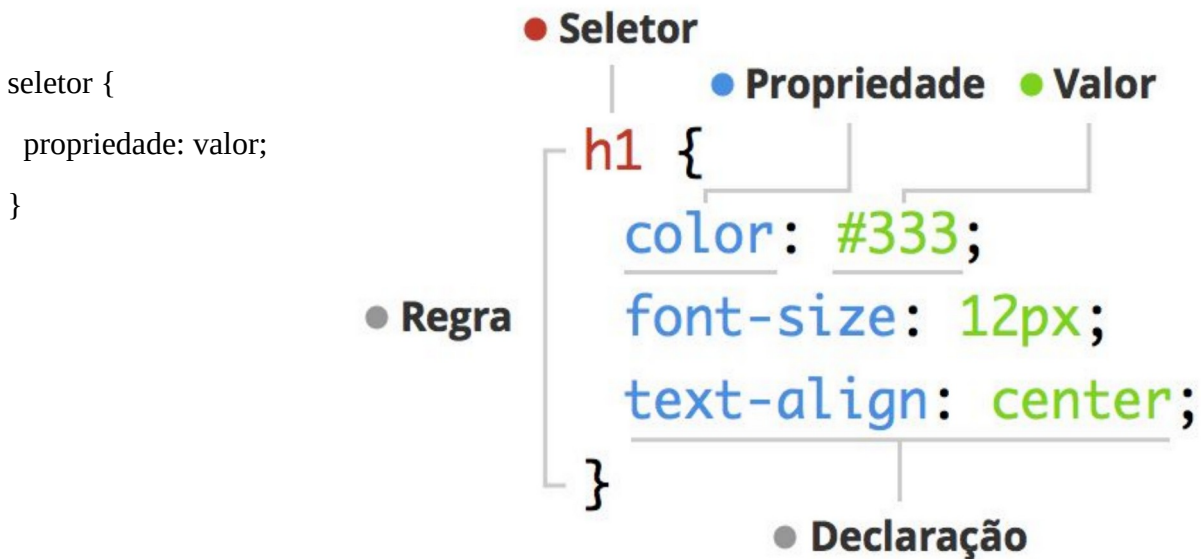 seletor {
propriedade: valor;
}
Seletor
Propriedade
Valor
h1 {
color: #333;
font-size: 12px;
text-align: center;
}
Regra
Declaração